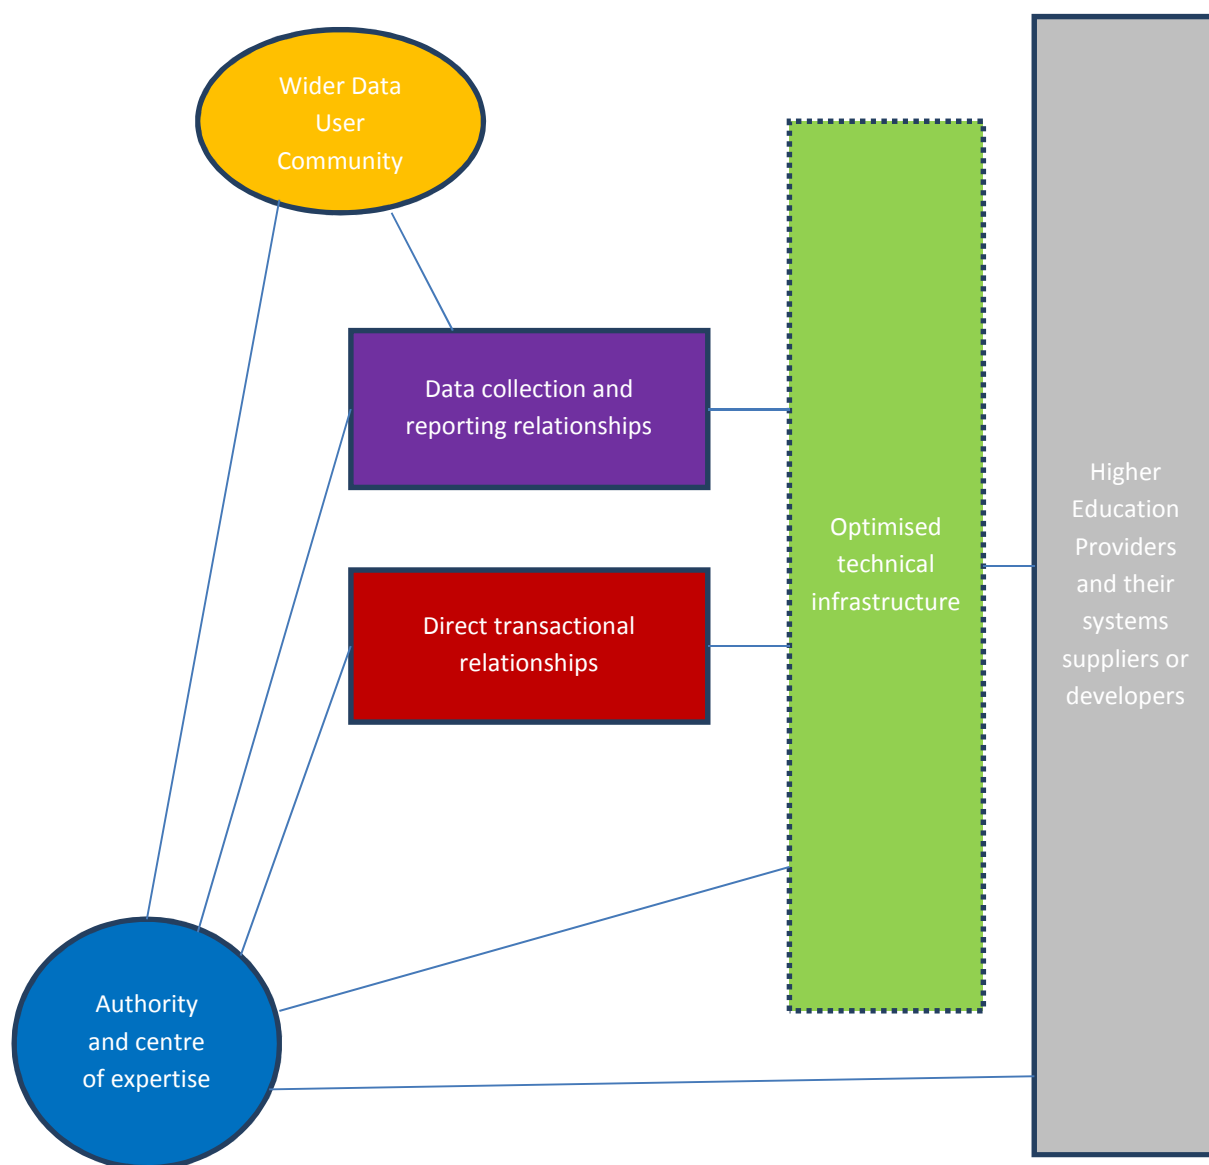 Wider Data
User
Community
Data collection and
reporting relationships
Direct transactional
relationships
Optimised
technical
infrastructure
Higher
Education
Providers
and their
systems
suppliers or
developers
Authority
and centre
of expertise